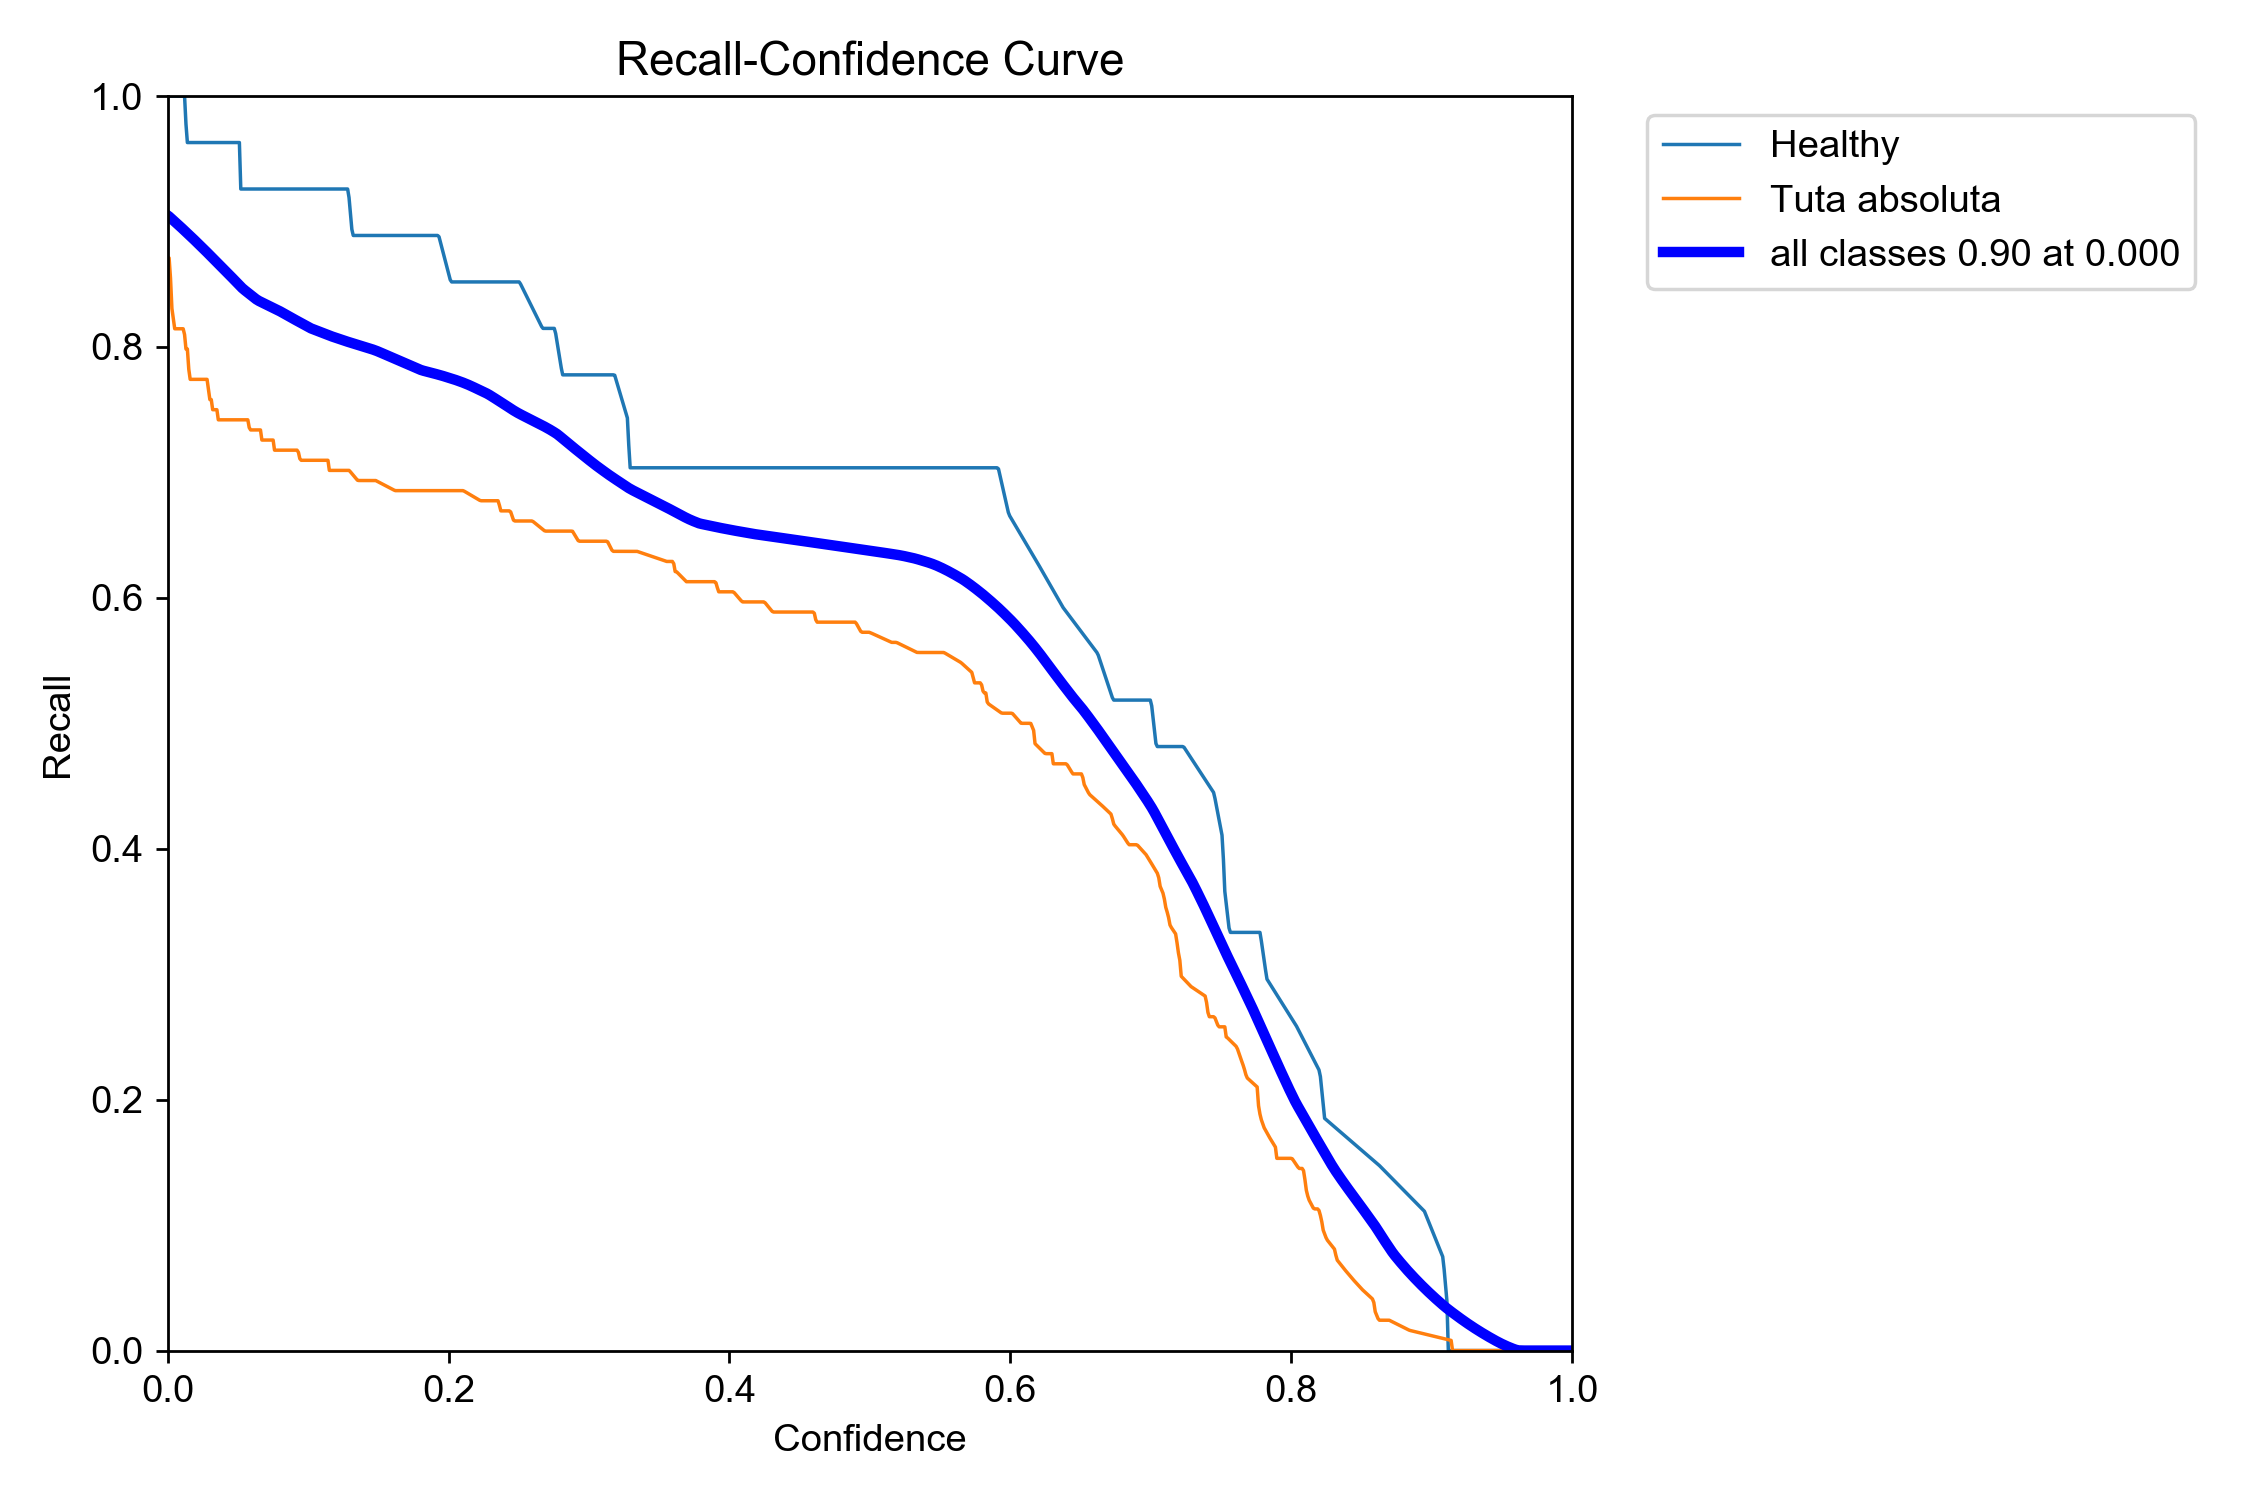 Recall-Confidence Curve
1.0
0.8
0.6
0.4
0.2
0.0
Recall
0.0 0.2 0.4 0.6 0.8 1.0
Confidence
Healthy
Tuta absoluta
all classes 0.90 at 0.000